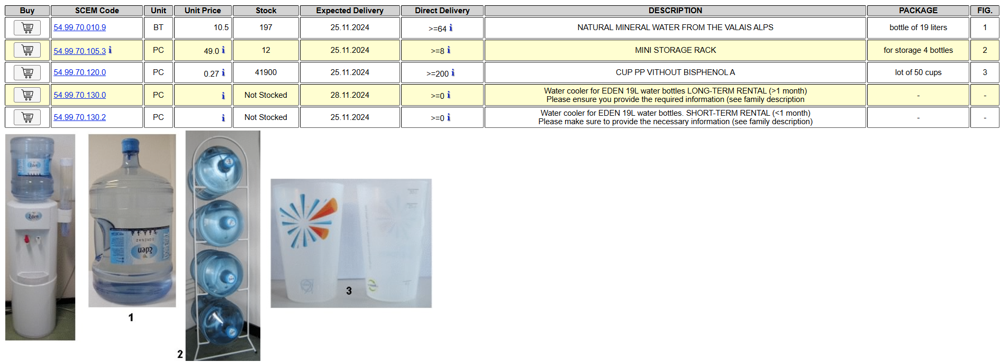 Buy SCEM Code Unit Unit Price Stock Expected Delivery Direct Delivery DESCRIPTION PACKAGE FIG.
54.99.70.010.9 BT 10.5 197 25.11.2024 >=64 i NATURAL MINERAL WATER FROM THE VALAIS ALPS bottle of 19 liters 1
54.99.70.105.3 i PC 49.0 i 12 25.11.2024 >=8 i MINI STORAGE RACK for storage 4 bottles 2
54.99.70.120.0 PC 0.27 i 41900 25.11.2024 >=200 i CUP PP VITHOUT BISPHENOL A lot of 50 cups 3
54.99.70.130.0 PC i Not Stocked 28.11.2024 >=0 i Water cooler for EDEN 19L water bottles LONG-TERM RENTAL (>1 month) - -
Please ensure you provide the required information (see family description
54.99.70.130.2 PC i Not Stocked 25.11.2024 >=0 i Water cooler for EDEN 19L water bottles. SHORT-TERM RENTAL (<1 month) - -
Please make sure to provide the necessary information (see family description)
Eden
Eden
DORENAZ
Eden
1
2
3